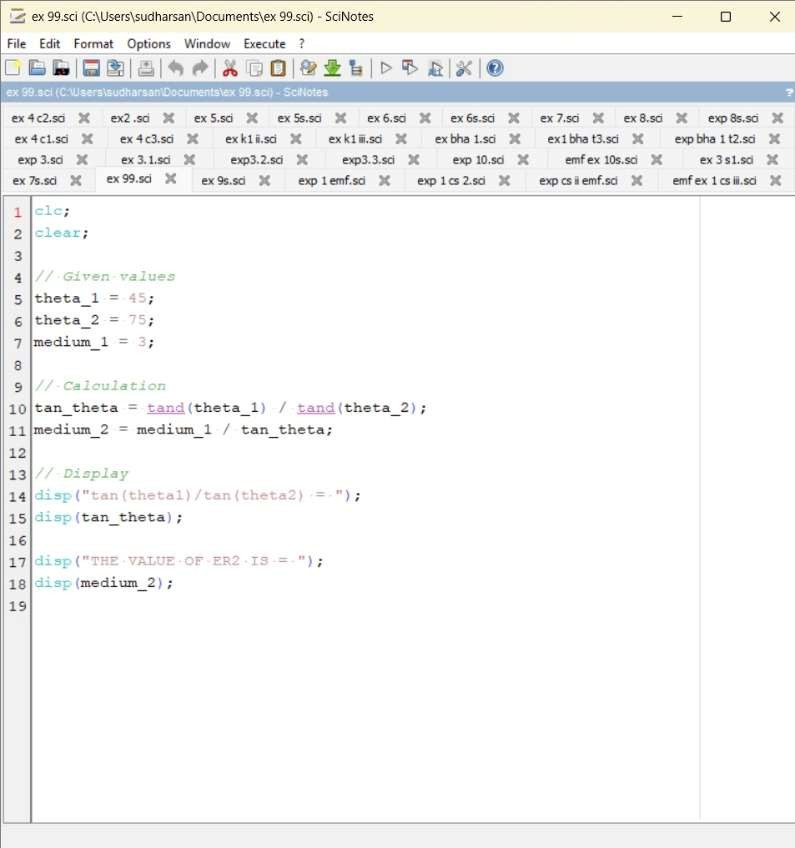 ex 99.sci (C:\Users\sudharsan\Documents\ex 99.sci) - SciNotes
File Edit Format Options Window Execute ?
ex 99.sci (C:\Users\sudharsan\Documents\ex 99.sci) - SciNotes ?
ex 4 c2.sci ex2 .sci ex 5.sci ex 5s.sci ex 6.sci ex 6s.sci ex 7.sci ex 8.sci exp 8s.sci
ex 4 c1.sci ex 4 c3.sci ex k1 ii.sci ex k1 iii.sci ex bha 1.sci ex1 bha t3.sci exp bha 1 t2.sci
exp 3.sci ex 3.1.sci exp3.2.sci exp3.3.sci exp 10.sci emf ex 10s.sci ex 3 s1.sci
ex 7s.sci ex 99.sci ex 9s.sci exp 1 emf.sci exp 1 cs 2.sci exp cs ii emf.sci emf ex 1 cs iii.sci
1 clc;
2 clear;
3
4 // Given values
5 theta_1 = 45;
6 theta_2 = 75;
7 medium_1 = 3;
8
9 // Calculation
10 tan_theta = tand(theta_1) / tand(theta_2);
11 medium_2 = medium_1 / tan_theta;
12
13 // Display
14 disp("tan(theta1)/tan(theta2) = ");
15 disp(tan_theta);
16
17 disp("THE VALUE OF ER2 IS = ");
18 disp(medium_2);
19